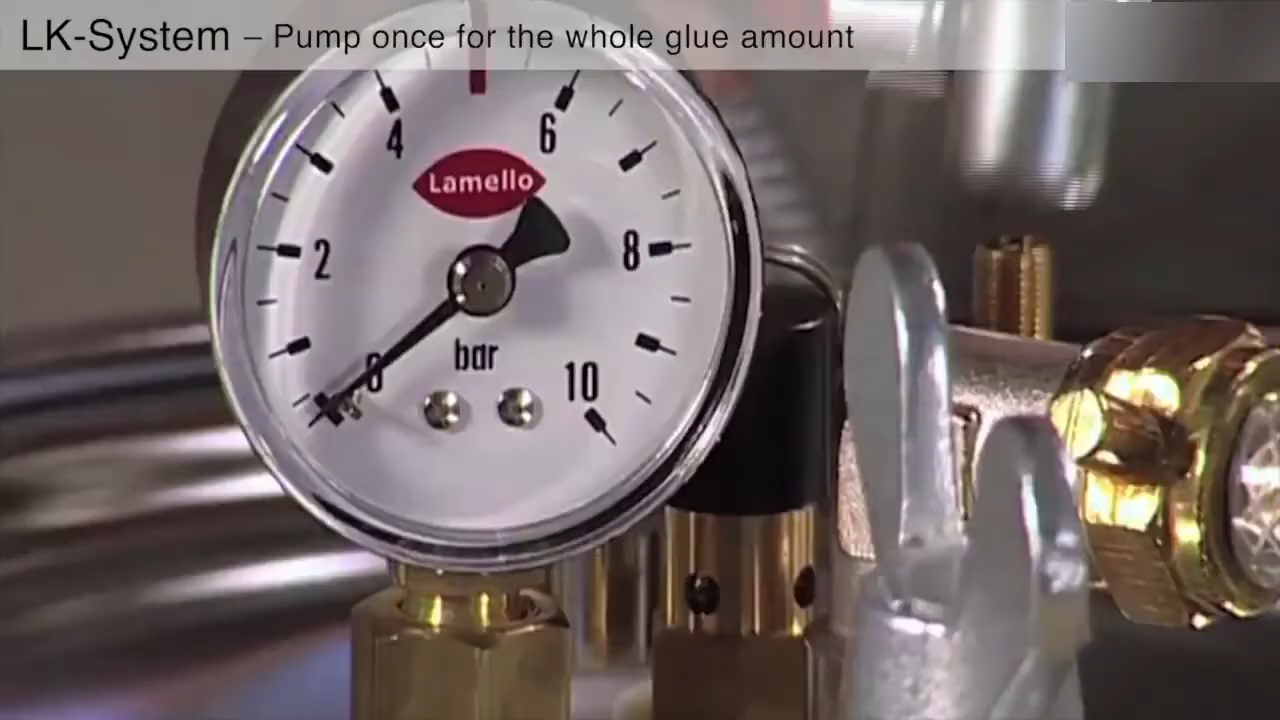 LK-System – Pump once for the whole glue amount
4
6
Lamello
2
8
0
bar
10